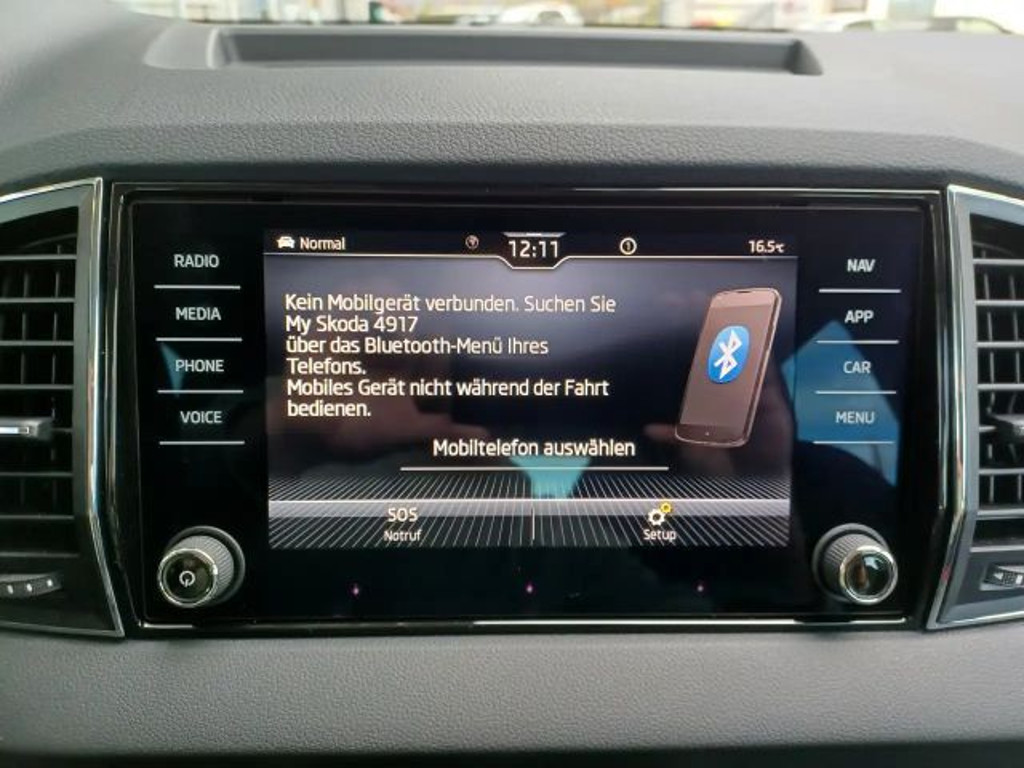 Normal
12:11
1
16.5°C
RADIO
MEDIA
PHONE
VOICE
Kein Mobilgerät verbunden. Suchen Sie
My Skoda 4917
über das Bluetooth-Menü Ihres
Telefons.
Mobiles Gerät nicht während der Fahrt
bedienen.
Mobiltelefon auswählen
SOS
Notruf
Setup
NAV
APP
CAR
MENU